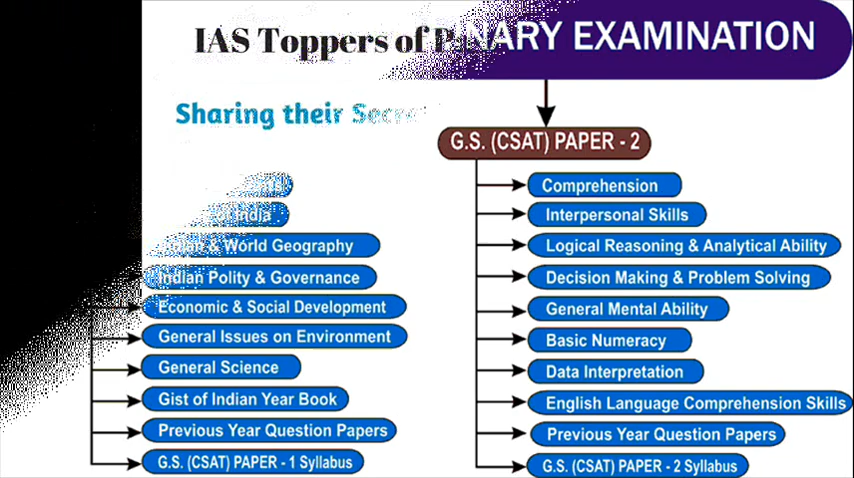 IAS Toppers of
NARY EXAMINATION
Sharing their
G.S. (CSAT) PAPER - 2
India
& World Geography
Indian Polity & Governance
Economic & Social Development
General Issues on Environment
General Science
Gist of Indian Year Book
Previous Year Question Papers
G.S. (CSAT) PAPER - 1 Syllabus
Comprehension
Interpersonal Skills
Logical Reasoning & Analytical Ability
Decision Making & Problem Solving
General Mental Ability
Basic Numeracy
Data Interpretation
English Language Comprehension Skills
Previous Year Question Papers
G.S. (CSAT) PAPER - 2 Syllabus